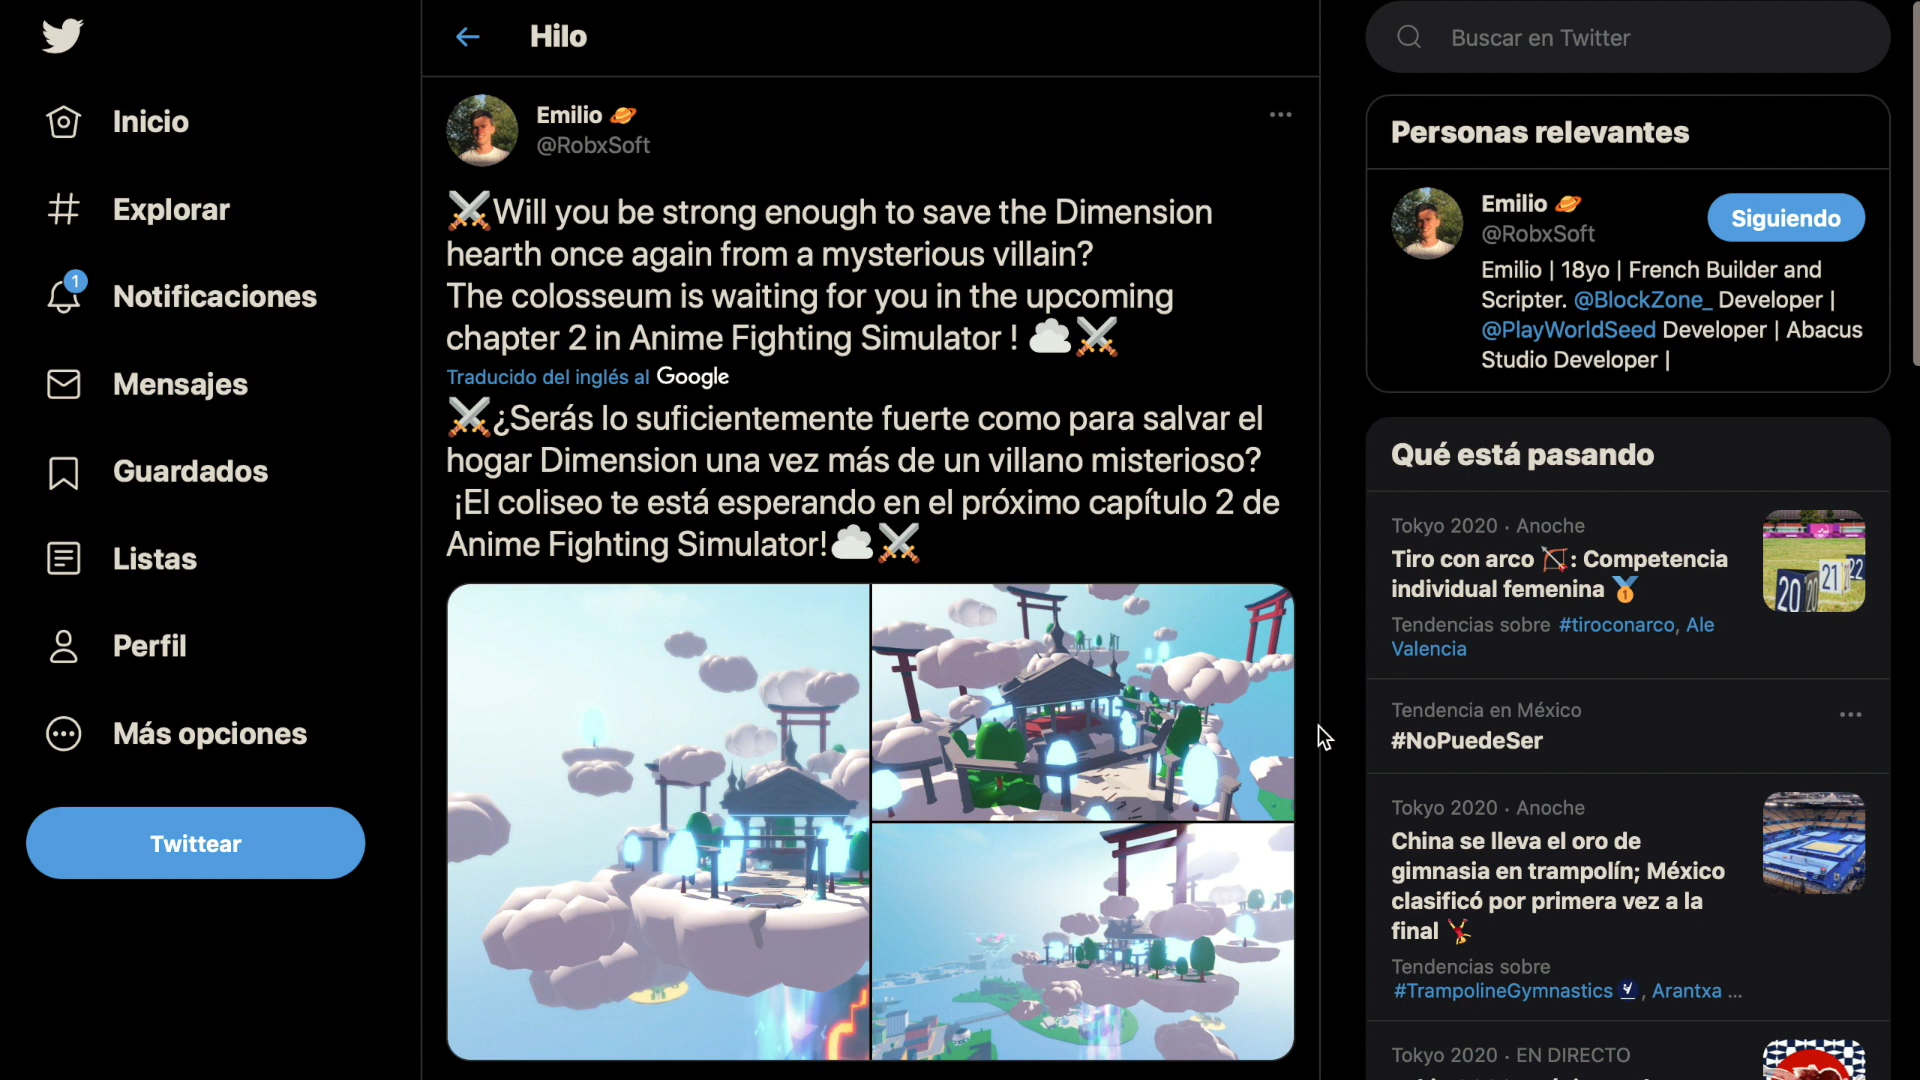 Inicio
Explorar
1
Notificaciones
Mensajes
Guardados
Listas
Perfil
Más opciones
Twittear
Hilo
Emilio 🪐
@RobxSoft
⚔️Will you be strong enough to save the Dimension
hearth once again from a mysterious villain?
The colosseum is waiting for you in the upcoming
chapter 2 in Anime Fighting Simulator ! ☁️⚔️
Traducido del inglés al Google
⚔️¿Serás lo suficientemente fuerte como para salvar el
hogar Dimension una vez más de un villano misterioso?
¡El coliseo te está esperando en el próximo capítulo 2 de
Anime Fighting Simulator!☁️⚔️
Buscar en Twitter
Personas relevantes
Emilio 🪐
@RobxSoft
Siguiendo
Emilio | 18yo | French Builder and
Scripter. @BlockZone_ Developer |
@PlayWorldSeed Developer | Abacus
Studio Developer |
Qué está pasando
Tokyo 2020 · Anoche
Tiro con arco 🏹: Competencia
individual femenina 🥇
Tendencias sobre #tiroconarco, Ale
Valencia
20 20 21 22
Tendencia en México
#NoPuedeSer
Tokyo 2020 · Anoche
China se lleva el oro de
gimnasia en trampolín; México
clasificó por primera vez a la
final 🤸
Tendencias sobre
#TrampolineGymnastics, Arantxa ...
Tokyo 2020 · EN DIRECTO